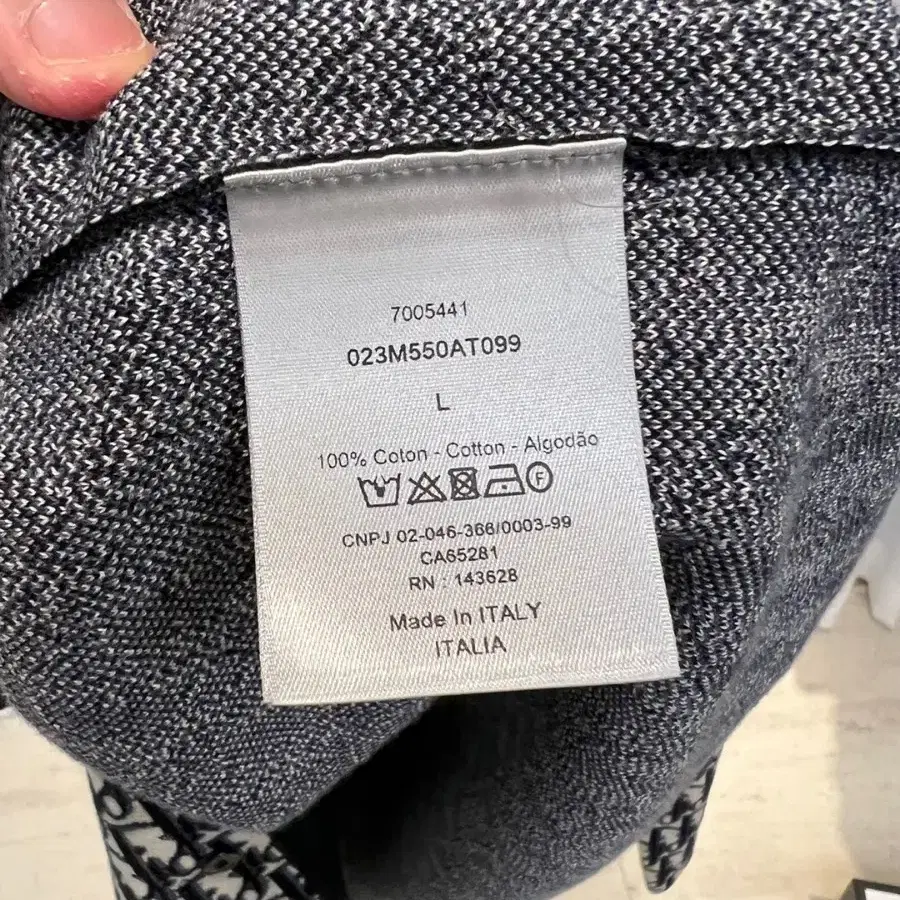 7005441
023M550AT099
L
100% Coton - Cotton - Algodão
F
CNPJ 02-046-366/0003-99
CA65281
RN : 143628
Made In ITALY
ITALIA